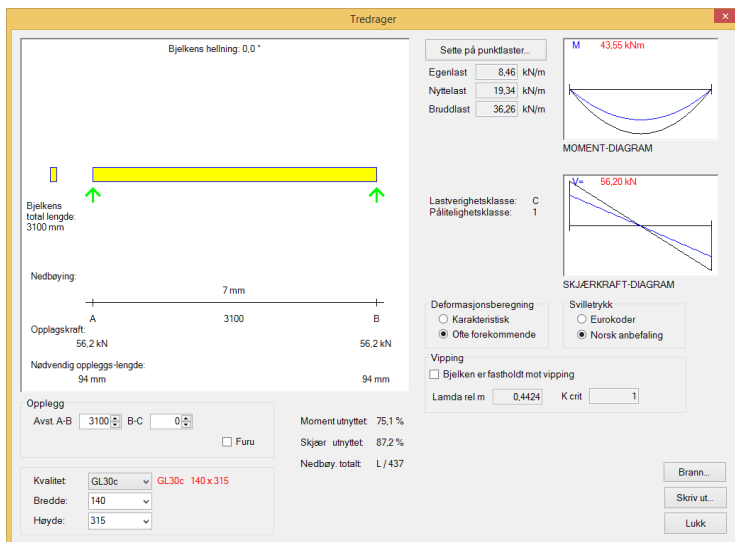 Tredrager
×
Bjelkens hellning: 0,0 °
Bjelkens
total lengde:
3100 mm
Nedbøying:
7 mm
A 3100 B
Opplagskraft:
56,2 kN 56,2 kN
Nødvendig oppleggs-lengde:
94 mm 94 mm
Sette på punktlaster...
Egenlast 8,46 kN/m
Nyttelast 19,34 kN/m
Bruddlast 36,26 kN/m
M 43,55 kNm
MOMENT-DIAGRAM
Lastverighetsklasse: C
Pålitelighetsklasse: 1
V= 56,20 kN
SKJÆRKRAFT-DIAGRAM
Deformasjonsberegning
Karakteristisk
Ofte forekommende
Svilletrykk
Eurokoder
Norsk anbefaling
Vipping
Bjelken er fastholdt mot vipping
Lamda rel m 0,4424 K crit 1
Opplegg
Avst. A-B 3100 B-C 0
Furu
Moment utnyttet: 75,1 %
Skjær utnyttet: 87,2 %
Nedbøy. totalt: L / 437
Kvalitet: GL30c GL30c 140 x 315
Bredde: 140
Høyde: 315
Brann...
Skriv ut...
Lukk